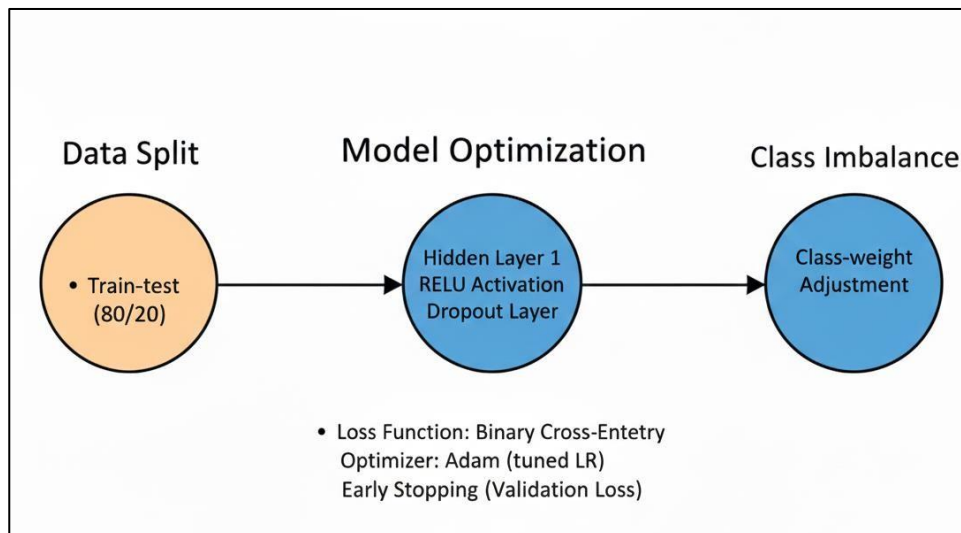 Data Split
• Train-test
(80/20)
Model Optimization
Hidden Layer 1
RELU Activation
Dropout Layer
• Loss Function: Binary Cross-Entetry
Optimizer: Adam (tuned LR)
Early Stopping (Validation Loss)
Class Imbalance
Class-weight
Adjustment